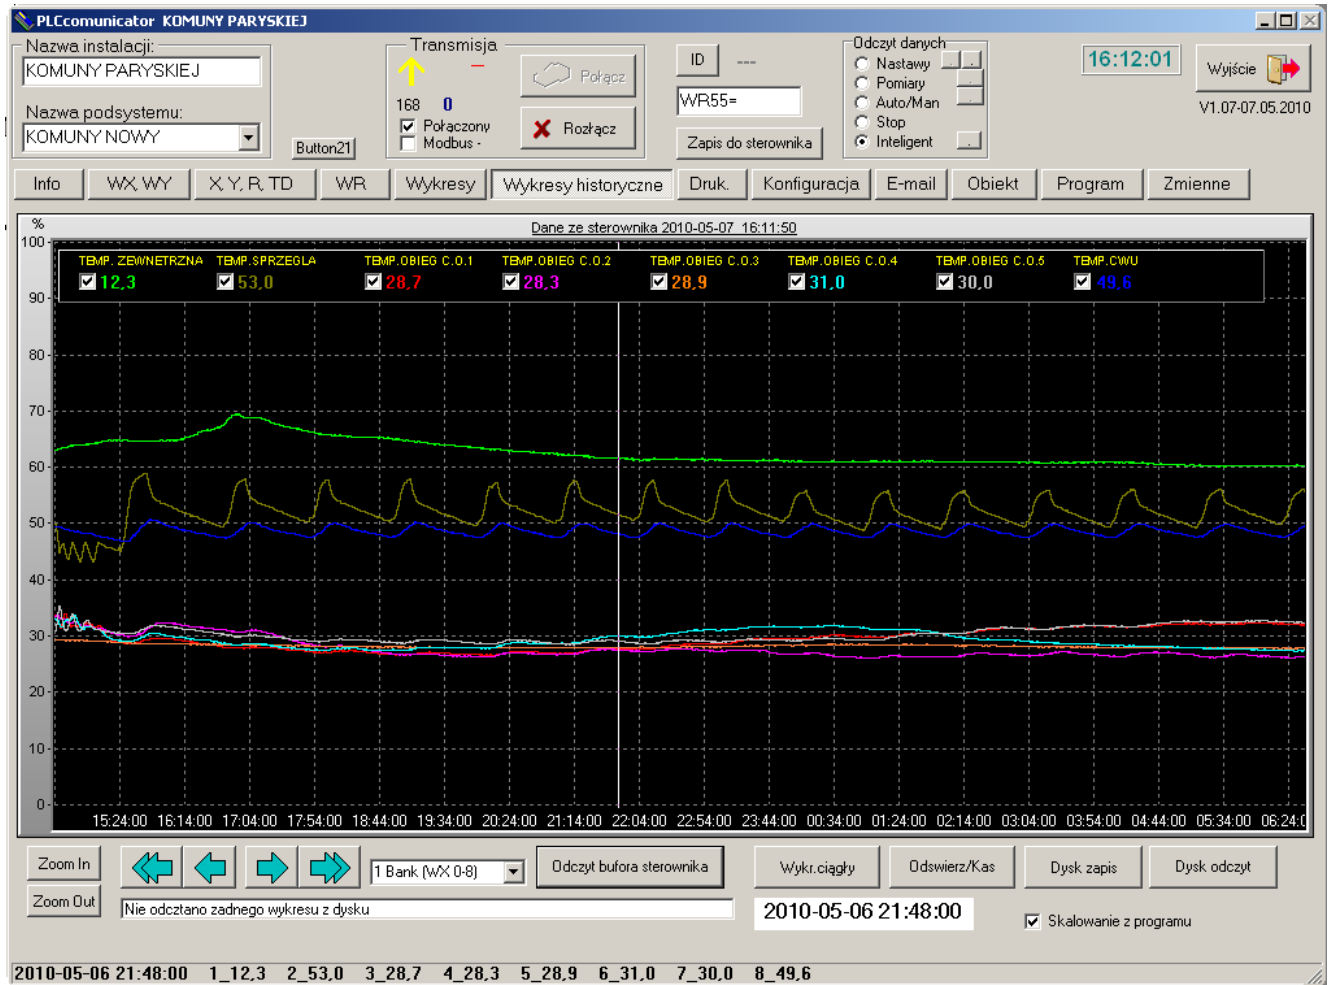 PLCcomunicator KOMUNY PARYSKIEJ
Nazwa instalacji:
KOMUNY PARYSKIEJ
Nazwa podsystemu:
KOMUNY NOWY
Button21
Transmisja
168 0
Połaczony
Modbus -
Połącz
Rozłącz
ID ---
WR55=
Zapis do sterownika
Odczyt danych
Nastawy
Pomiary
Auto/Man
Stop
Inteligent
16:12:01
Wyjście
V1.07-07.05.2010
Info WX, WY X, Y, R, TD WR Wykresy Wykresy historyczne Druk. Konfiguracja E-mail Obiekt Program Zmienne
% Dane ze sterownika 2010-05-07 16:11:50
TEMP. ZEWNETRZNA TEMP.SPRZEGLA TEMP.OBIEG C.O.1 TEMP.OBIEG C.O.2 TEMP.OBIEG C.O.3 TEMP.OBIEG C.O.4 TEMP.OBIEG C.O.5 TEMP.CWU
12,3 53,0 28,7 28,3 28,9 31,0 30,0 49,6
100
90
80
70
60
50
40
30
20
10
0
15:24:00 16:14:00 17:04:00 17:54:00 18:44:00 19:34:00 20:24:00 21:14:00 22:04:00 22:54:00 23:44:00 00:34:00 01:24:00 02:14:00 03:04:00 03:54:00 04:44:00 05:34:00 06:24:0
Zoom In
Zoom Out
1 Bank (WX 0-8)
Odczyt bufora sterownika
Wykr.ciągły
Odswierz/Kas
Dysk zapis
Dysk odczyt
Nie odcztano zadnego wykresu z dysku
2010-05-06 21:48:00
Skalowanie z programu
2010-05-06 21:48:00 1_12,3 2_53,0 3_28,7 4_28,3 5_28,9 6_31,0 7_30,0 8_49,6